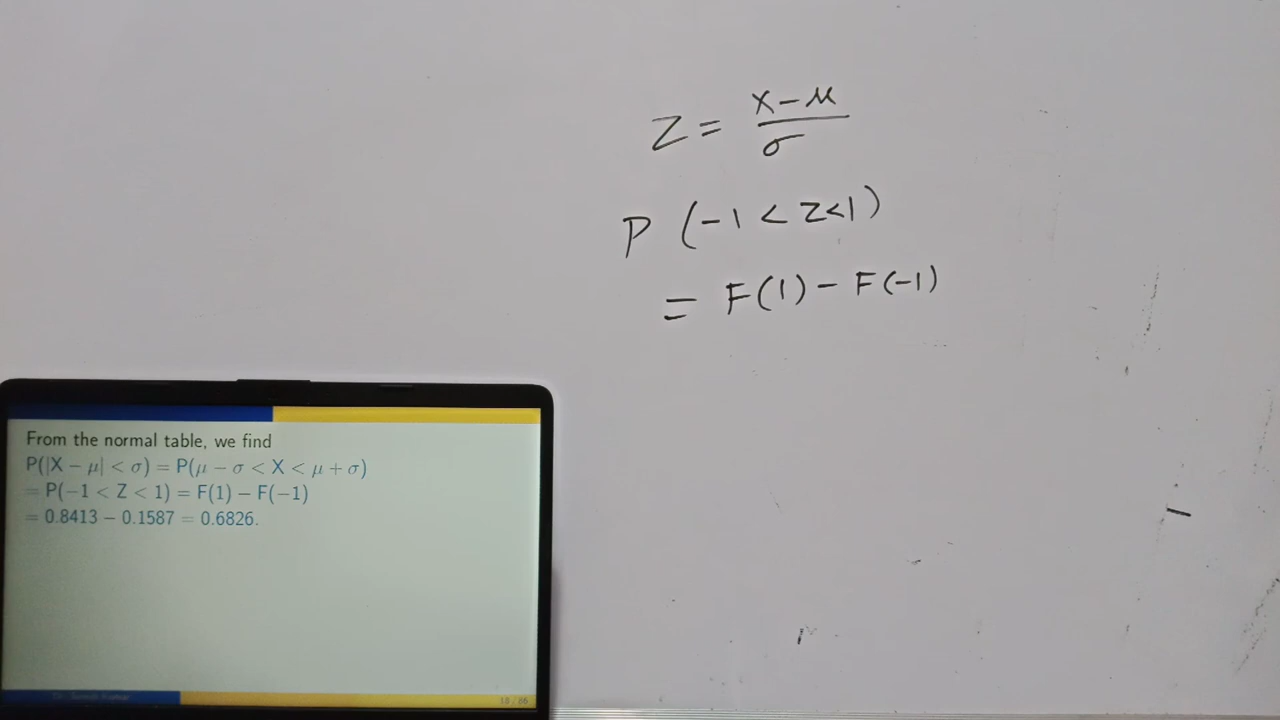 Z = X-μ / σ
P (-1 < Z < 1)
= F(1) - F(-1)
From the normal table, we find
P(|X − μ| < σ) = P(μ − σ < X < μ + σ)
= P(−1 < Z < 1) = F(1) − F(−1)
= 0.8413 − 0.1587 = 0.6826.